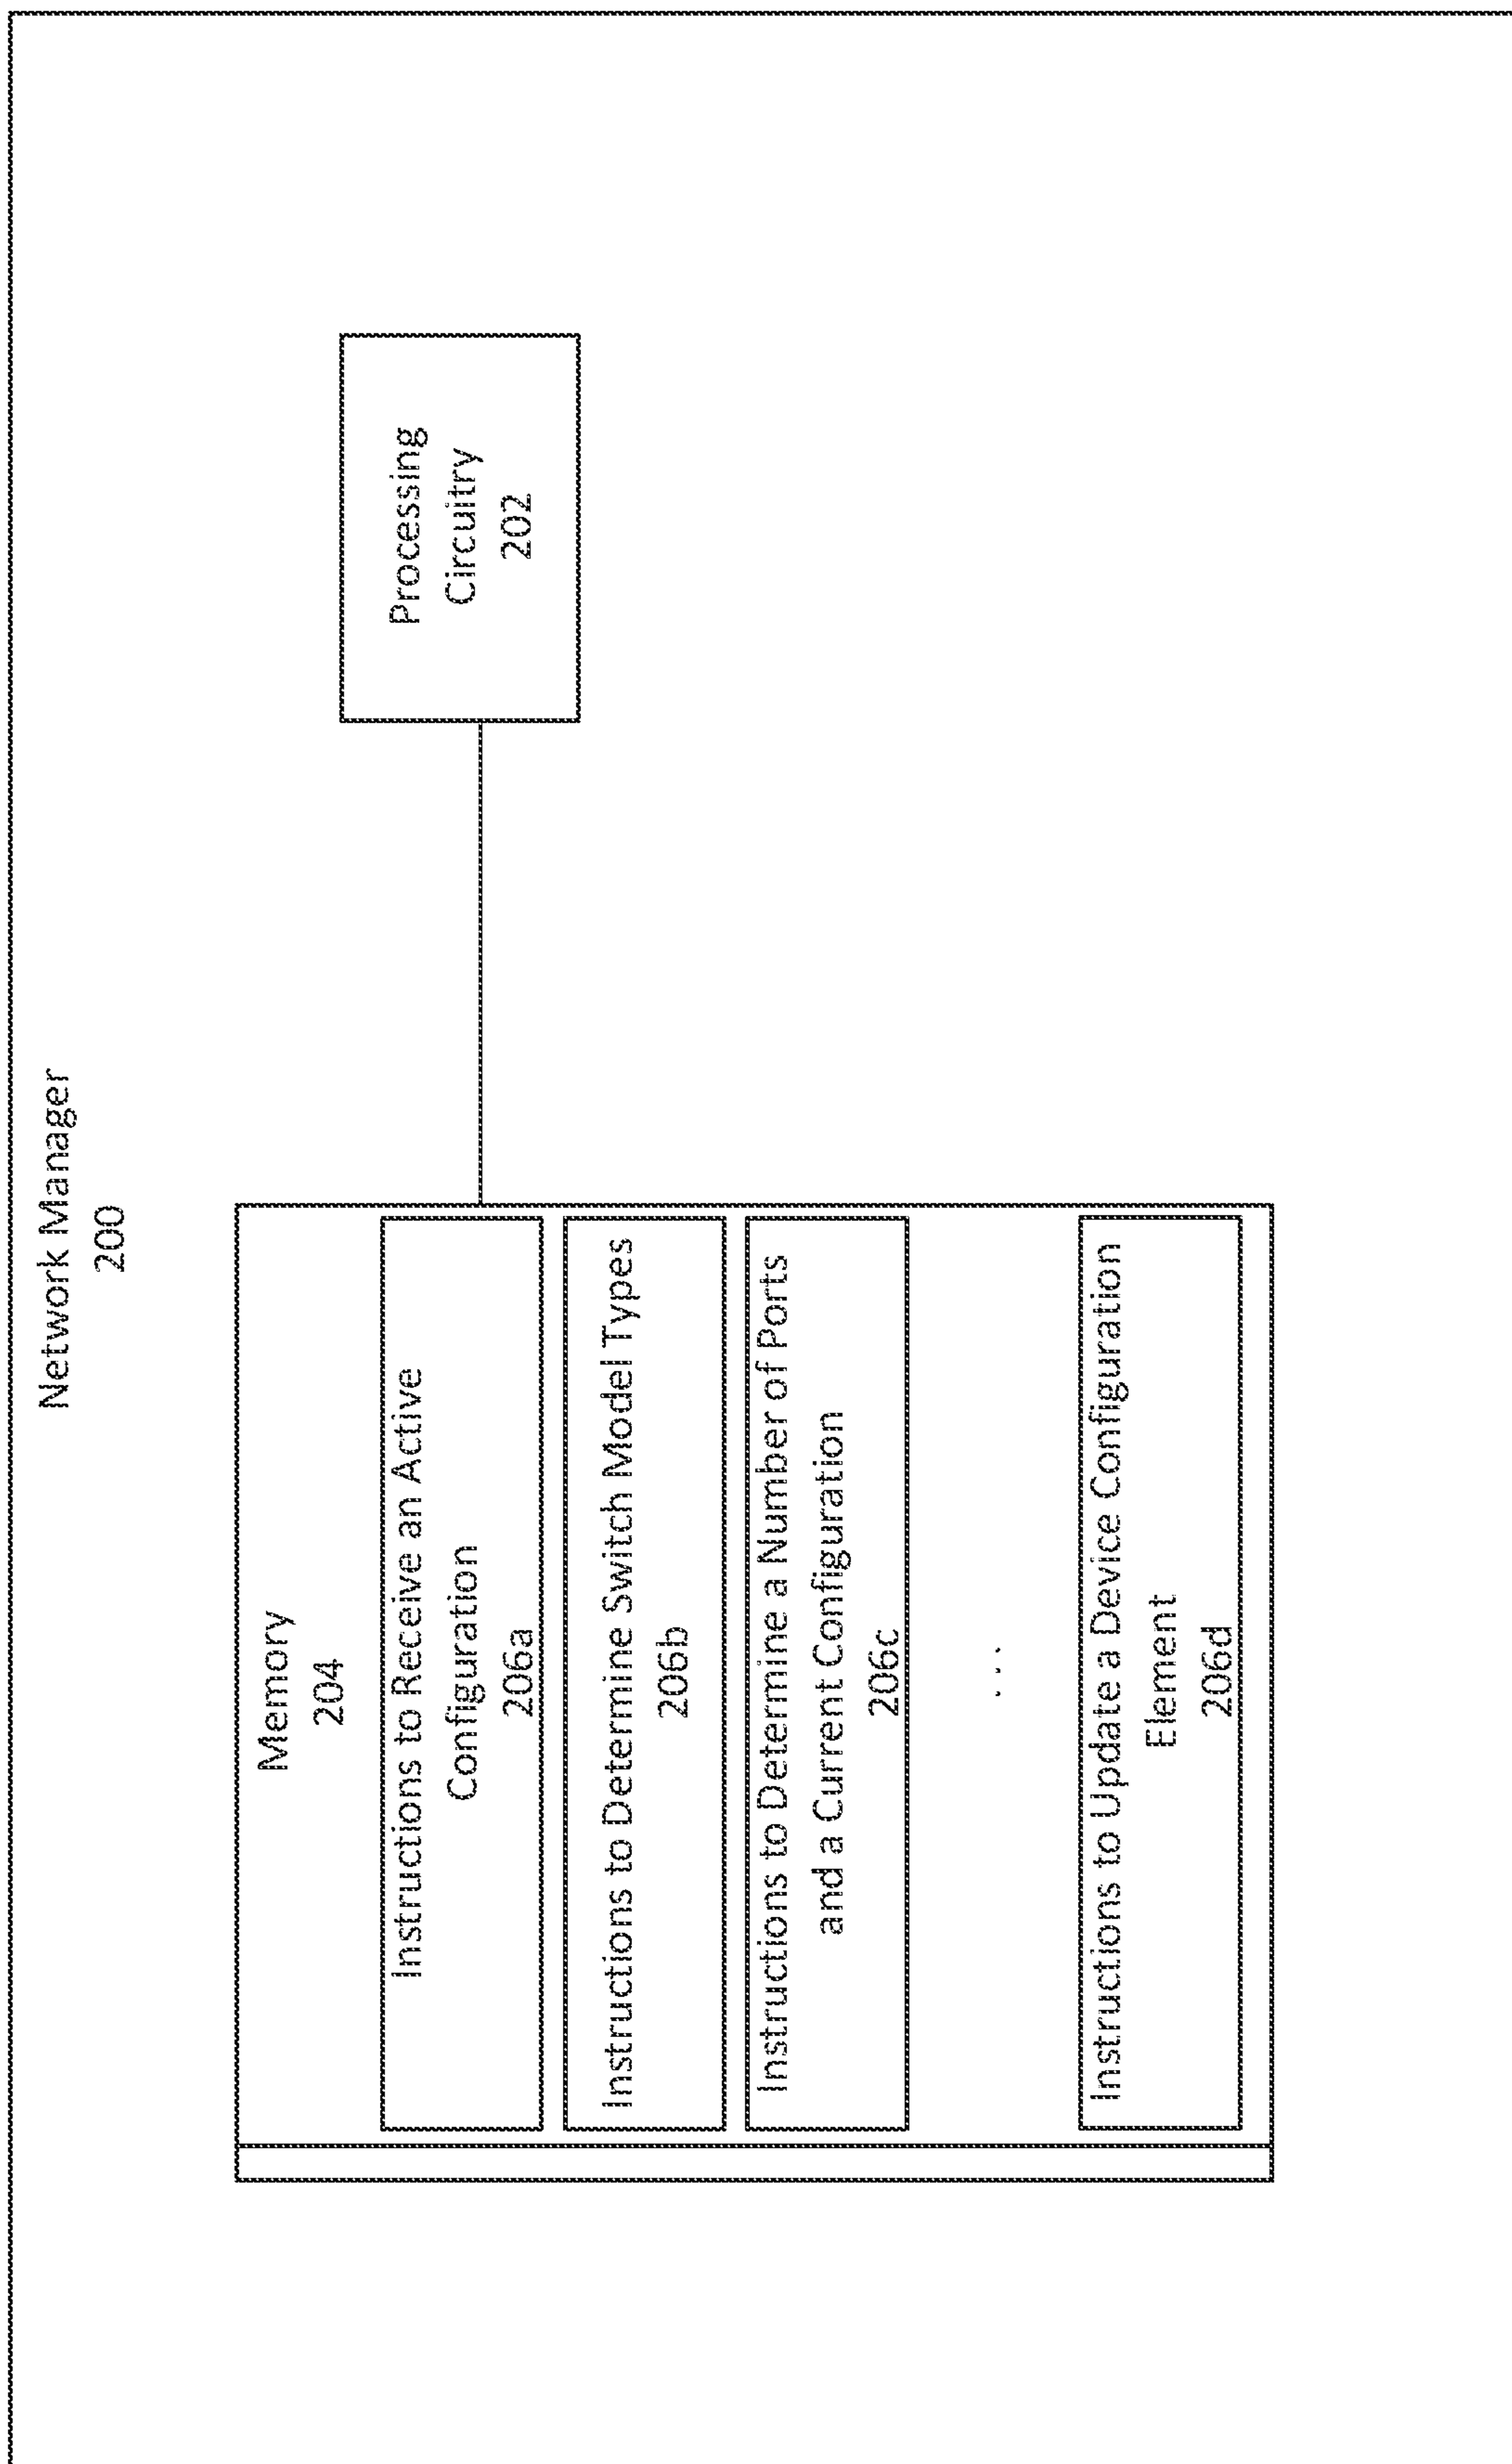 Network Manager
200
Memory
204
Instructions to Receive an Active
Configuration
206a
Instructions to Determine Switch Model Types
206b
Instructions to Determine a Number of Ports
and a Current Configuration
206c
...
Instructions to Update a Device Configuration
Element
206d
Processing
Circuitry
202